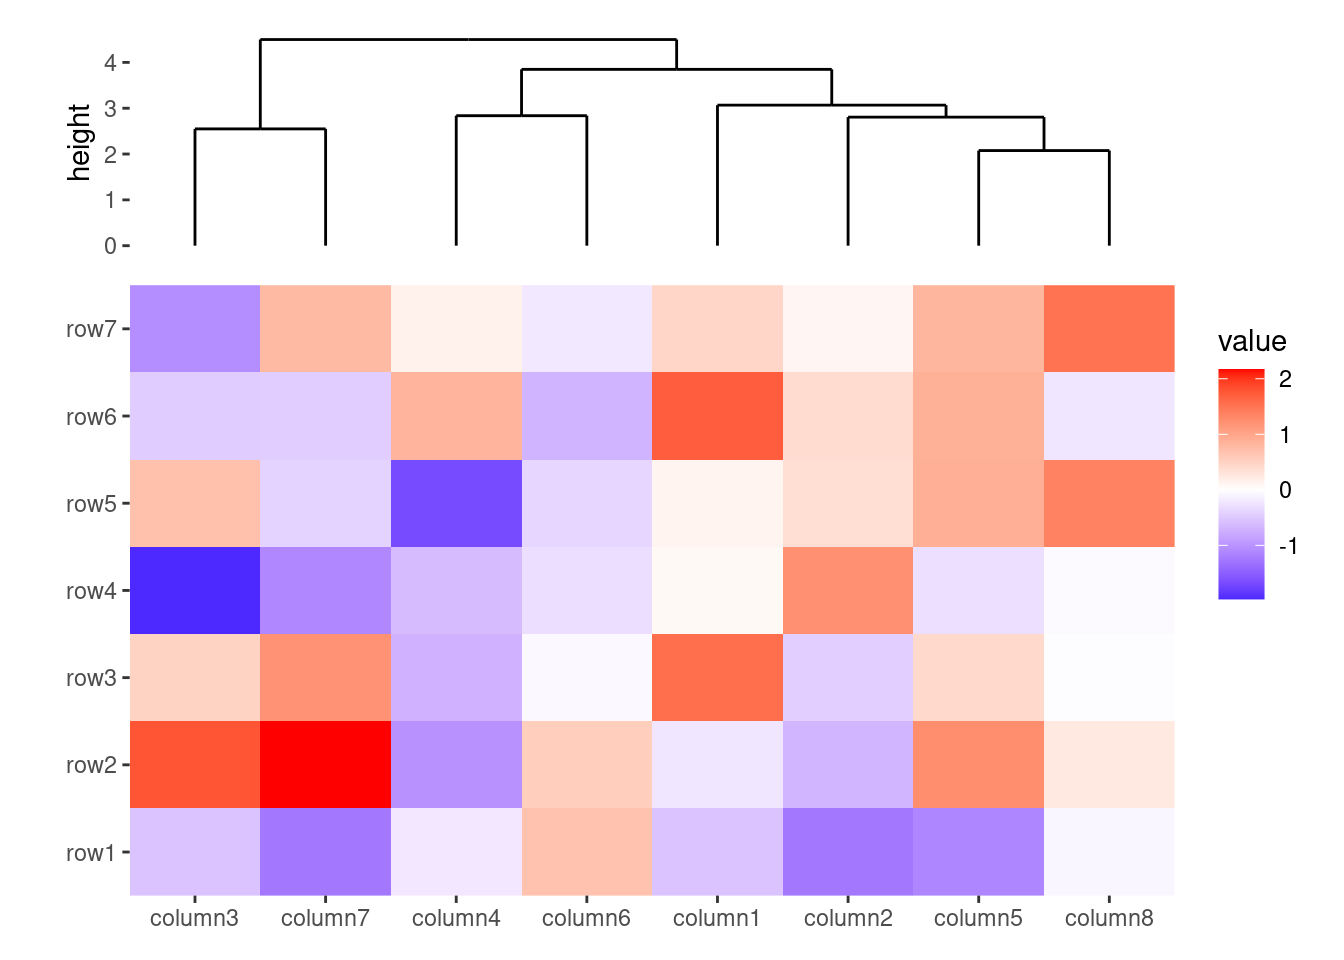 4
3
2
1
0
height
row7
row6
row5
row4
row3
row2
row1
column3 column7 column4 column6 column1 column2 column5 column8
value
2
1
0
-1